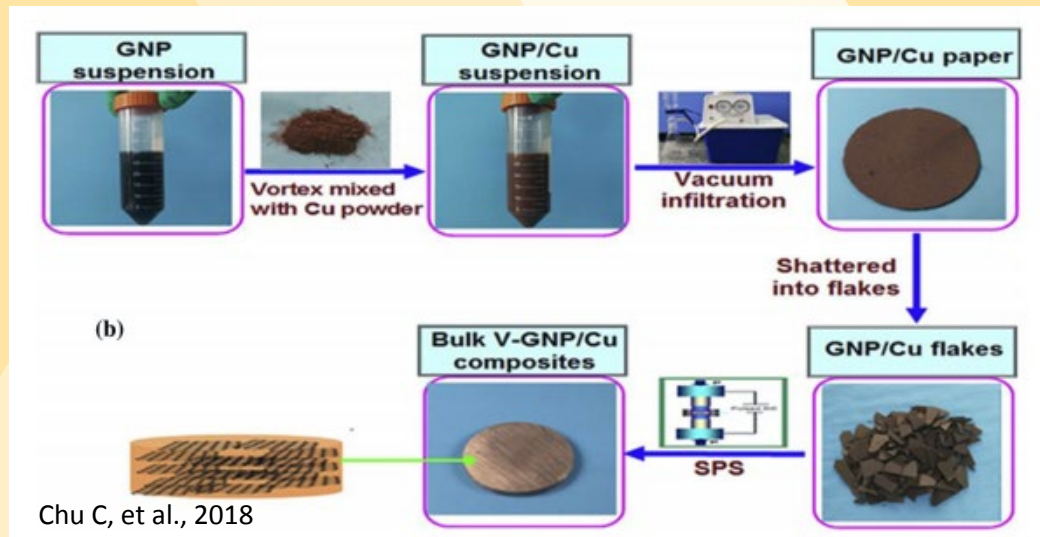 GNP
suspension
GNP/Cu
suspension
GNP/Cu paper
Vortex mixed
with Cu powder
Vacuum
infiltration
Shattered
into flakes
(b)
Bulk V-GNP/Cu
composites
GNP/Cu flakes
SPS
Chu C, et al., 2018